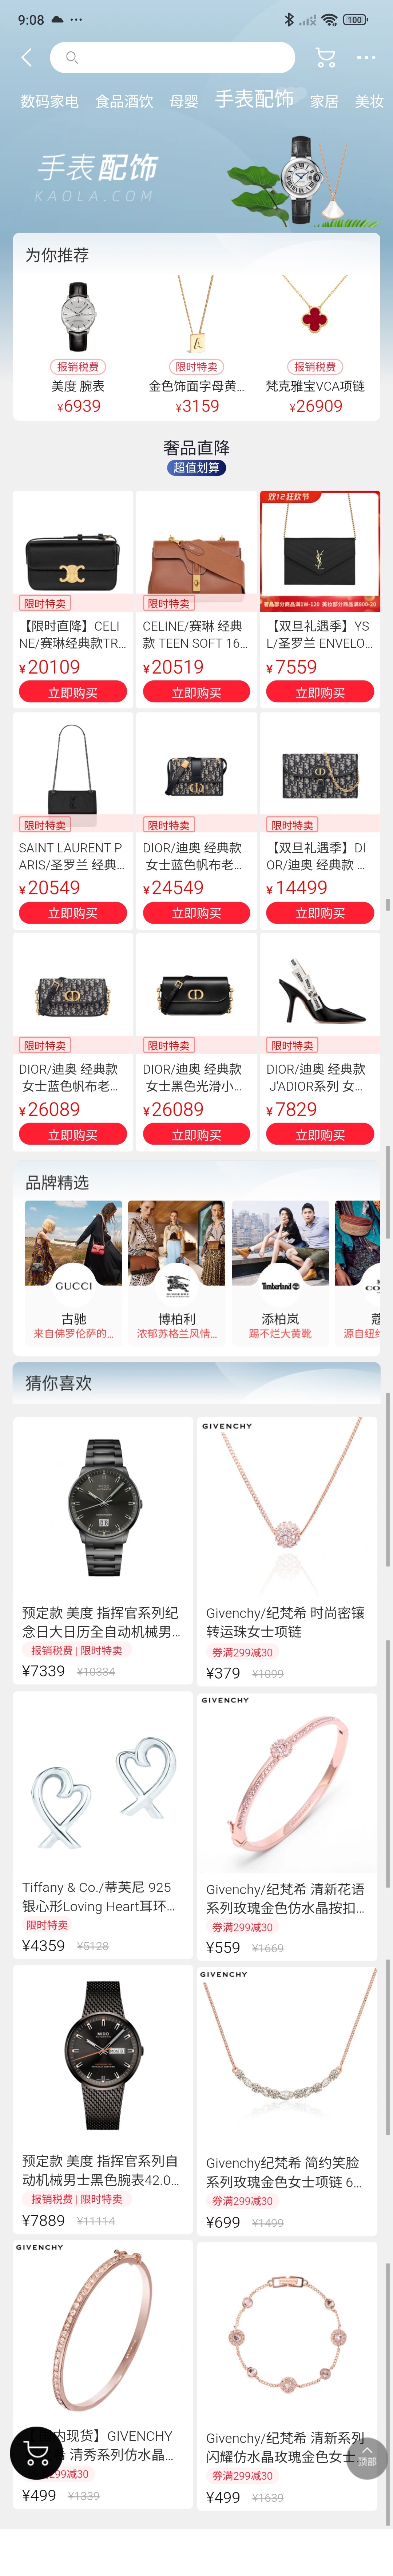 9:08
100
数码家电 食品酒饮 母婴 手表配饰 家居 美妆
手表配饰
KAOLA.COM
为你推荐
报销税费 限时特卖 报销税费
美度 腕表 金色饰面字母黄... 梵克雅宝VCA项链
¥6939 ¥3159 ¥26909
奢品直降
超值划算
双12狂欢节
限时特卖 限时特卖
【限时直降】CELI CELINE/赛琳 经典 【双旦礼遇季】YS
NE/赛琳经典款TR... 款 TEEN SOFT 16... L/圣罗兰 ENVELO...
¥20109 ¥20519 ¥7559
立即购买 立即购买 立即购买
限时特卖 限时特卖 限时特卖
SAINT LAURENT P DIOR/迪奥 经典款 【双旦礼遇季】DI
ARIS/圣罗兰 经典... 女士蓝色帆布老... OR/迪奥 经典款 ...
¥20549 ¥24549 ¥14499
立即购买 立即购买 立即购买
限时特卖 限时特卖 限时特卖
DIOR/迪奥 经典款 DIOR/迪奥 经典款 DIOR/迪奥 经典款
女士蓝色帆布老... 女士黑色光滑小... J'ADIOR系列 女...
¥26089 ¥26089 ¥7829
立即购买 立即购买 立即购买
品牌精选
GUCCI Timberland
古驰 博柏利 添柏岚 蔻
来自佛罗伦萨的... 浓郁苏格兰风情... 踢不烂大黄靴 源自纽约
猜你喜欢
GIVENCHY
预定款 美度 指挥官系列纪 Givenchy/纪梵希 时尚密镶
念日大日历全自动机械男... 转运珠女士项链
报销税费 | 限时特卖 券满299减30
¥7339 ¥10334 ¥379 ¥1099
GIVENCHY
Tiffany & Co./蒂芙尼 925 Givenchy/纪梵希 清新花语
银心形Loving Heart耳环... 系列玫瑰金色仿水晶按扣...
限时特卖 券满299减30
¥4359 ¥5128 ¥559 ¥1669
GIVENCHY
MIDO
预定款 美度 指挥官系列自 Givenchy纪梵希 简约笑脸
动机械男士黑色腕表42.0... 系列玫瑰金色女士项链 6...
报销税费 | 限时特卖 券满299减30
¥7889 ¥11114 ¥699 ¥1499
GIVENCHY
内现货】GIVENCHY Givenchy/纪梵希 清新系列
希 清秀系列仿水晶... 闪耀仿水晶玫瑰金色女士
299减30 券满299减30
¥499 ¥1339 ¥499 ¥1639
顶部